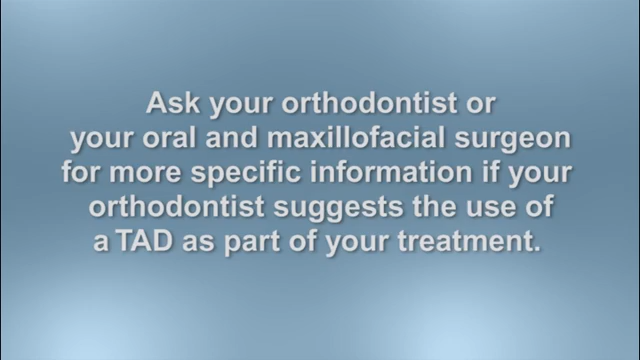 Ask your orthodontist or
your oral and maxillofacial surgeon
for more specific information if your
orthodontist suggests the use of
a TAD as part of your treatment.